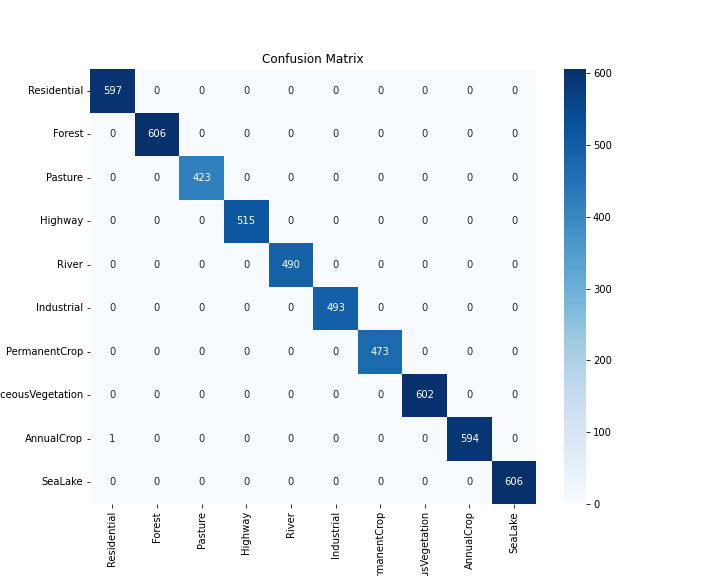 Confusion Matrix
Residential 597 0 0 0 0 0 0 0 0 0
Forest 0 606 0 0 0 0 0 0 0 0
Pasture 0 0 423 0 0 0 0 0 0 0
Highway 0 0 0 515 0 0 0 0 0 0
River 0 0 0 0 490 0 0 0 0 0
Industrial 0 0 0 0 0 493 0 0 0 0
PermanentCrop 0 0 0 0 0 0 473 0 0 0
ceousVegetation 0 0 0 0 0 0 0 602 0 0
AnnualCrop 1 0 0 0 0 0 0 0 594 0
SeaLake 0 0 0 0 0 0 0 0 0 606
Residential
Forest
Pasture
Highway
River
Industrial
rmanentCrop
usVegetation
AnnualCrop
SeaLake
600
500
400
300
200
100
0